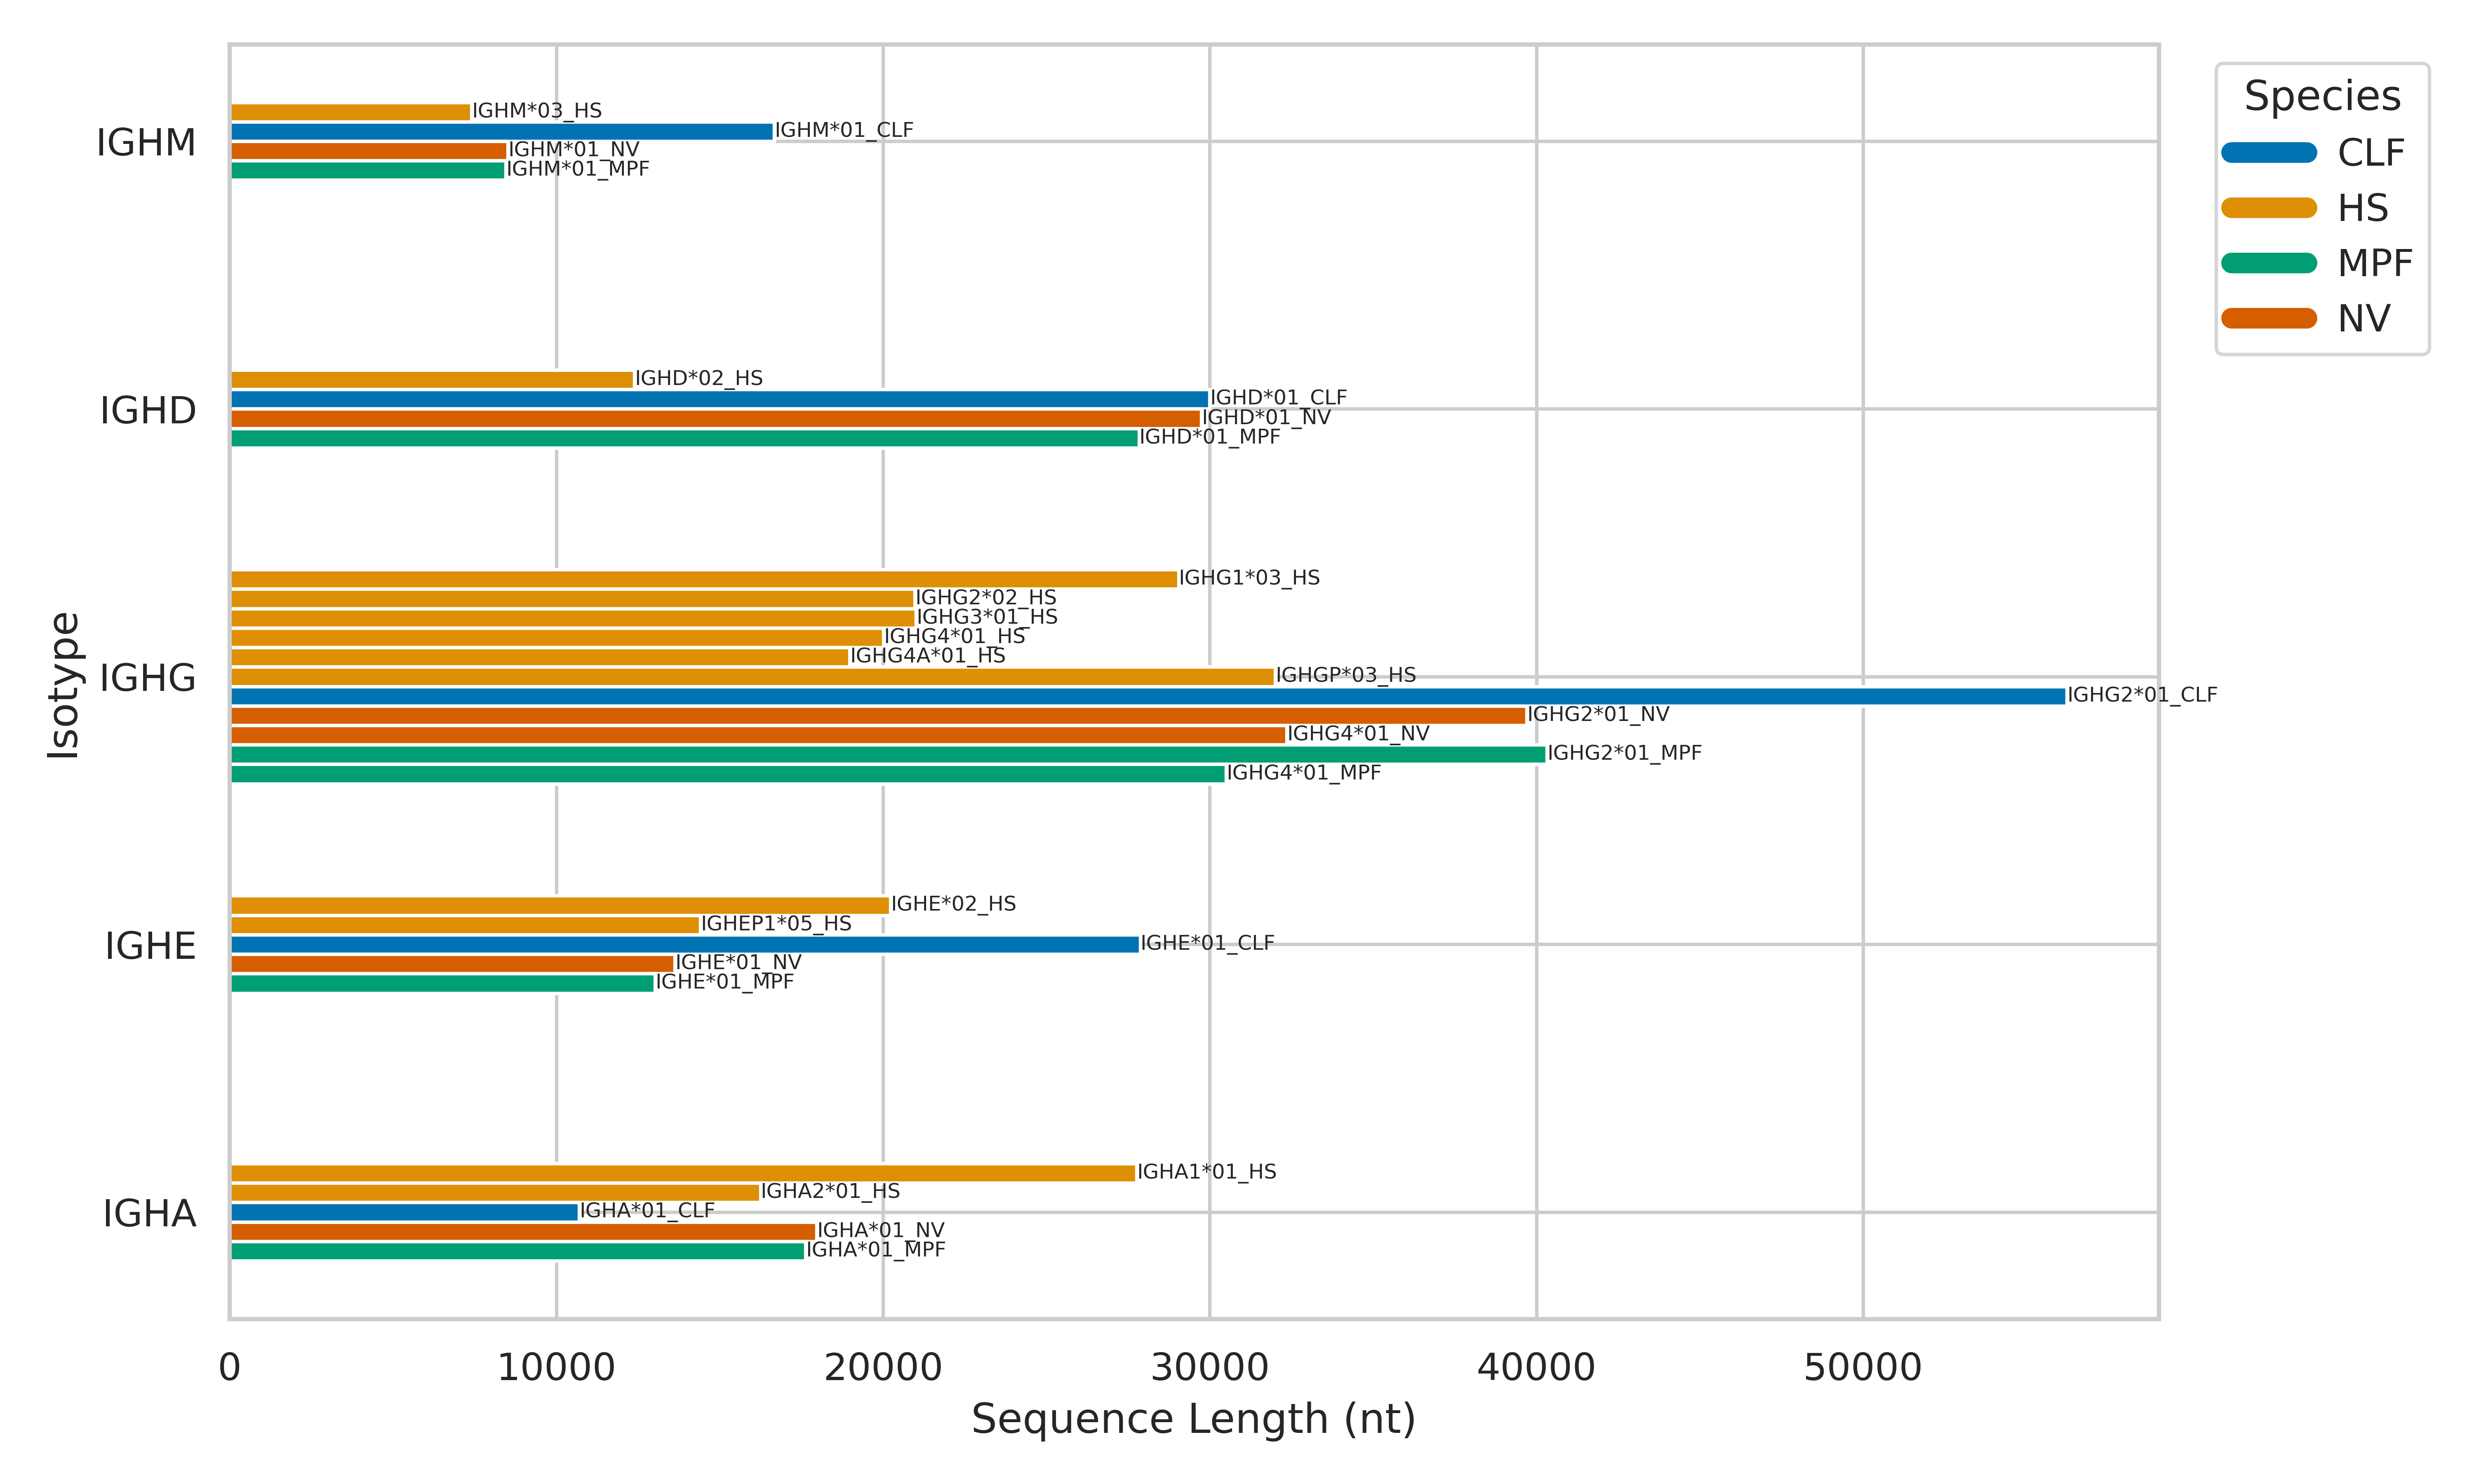 IGHM
IGHM*03_HS
IGHM*01_CLF
IGHM*01_NV
IGHM*01_MPF
IGHD
IGHD*02_HS
IGHD*01_CLF
IGHD*01_NV
IGHD*01_MPF
Isotype
IGHG
IGHG1*03_HS
IGHG2*02_HS
IGHG3*01_HS
IGHG4*01_HS
IGHG4A*01_HS
IGHGP*03_HS
IGHG2*01_CLF
IGHG2*01_NV
IGHG4*01_NV
IGHG2*01_MPF
IGHG4*01_MPF
IGHE
IGHE*02_HS
IGHEP1*05_HS
IGHE*01_CLF
IGHE*01_NV
IGHE*01_MPF
IGHA
IGHA1*01_HS
IGHA2*01_HS
IGHA*01_CLF
IGHA*01_NV
IGHA*01_MPF
0 10000 20000 30000 40000 50000
Sequence Length (nt)
Species
CLF
HS
MPF
NV